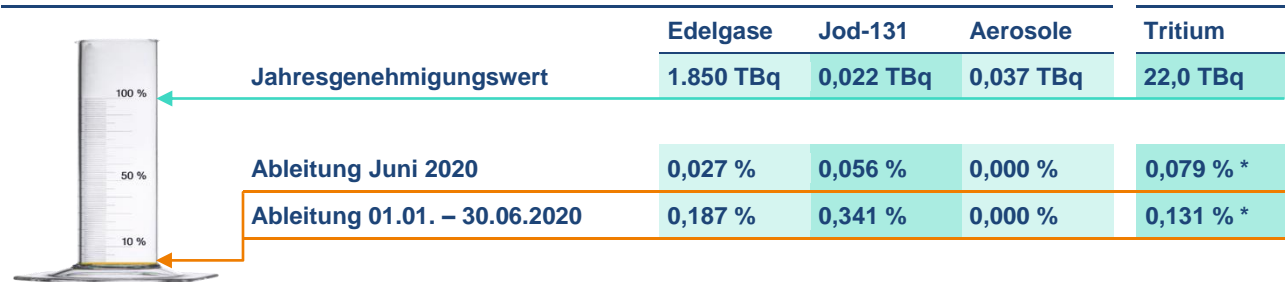 Edelgase Jod-131 Aerosole Tritium
Jahresgenehmigungswert 1.850 TBq 0,022 TBq 0,037 TBq 22,0 TBq
100 %
Ableitung Juni 2020 0,027 % 0,056 % 0,000 % 0,079 % *
50 %
Ableitung 01.01. – 30.06.2020 0,187 % 0,341 % 0,000 % 0,131 % *
10 %